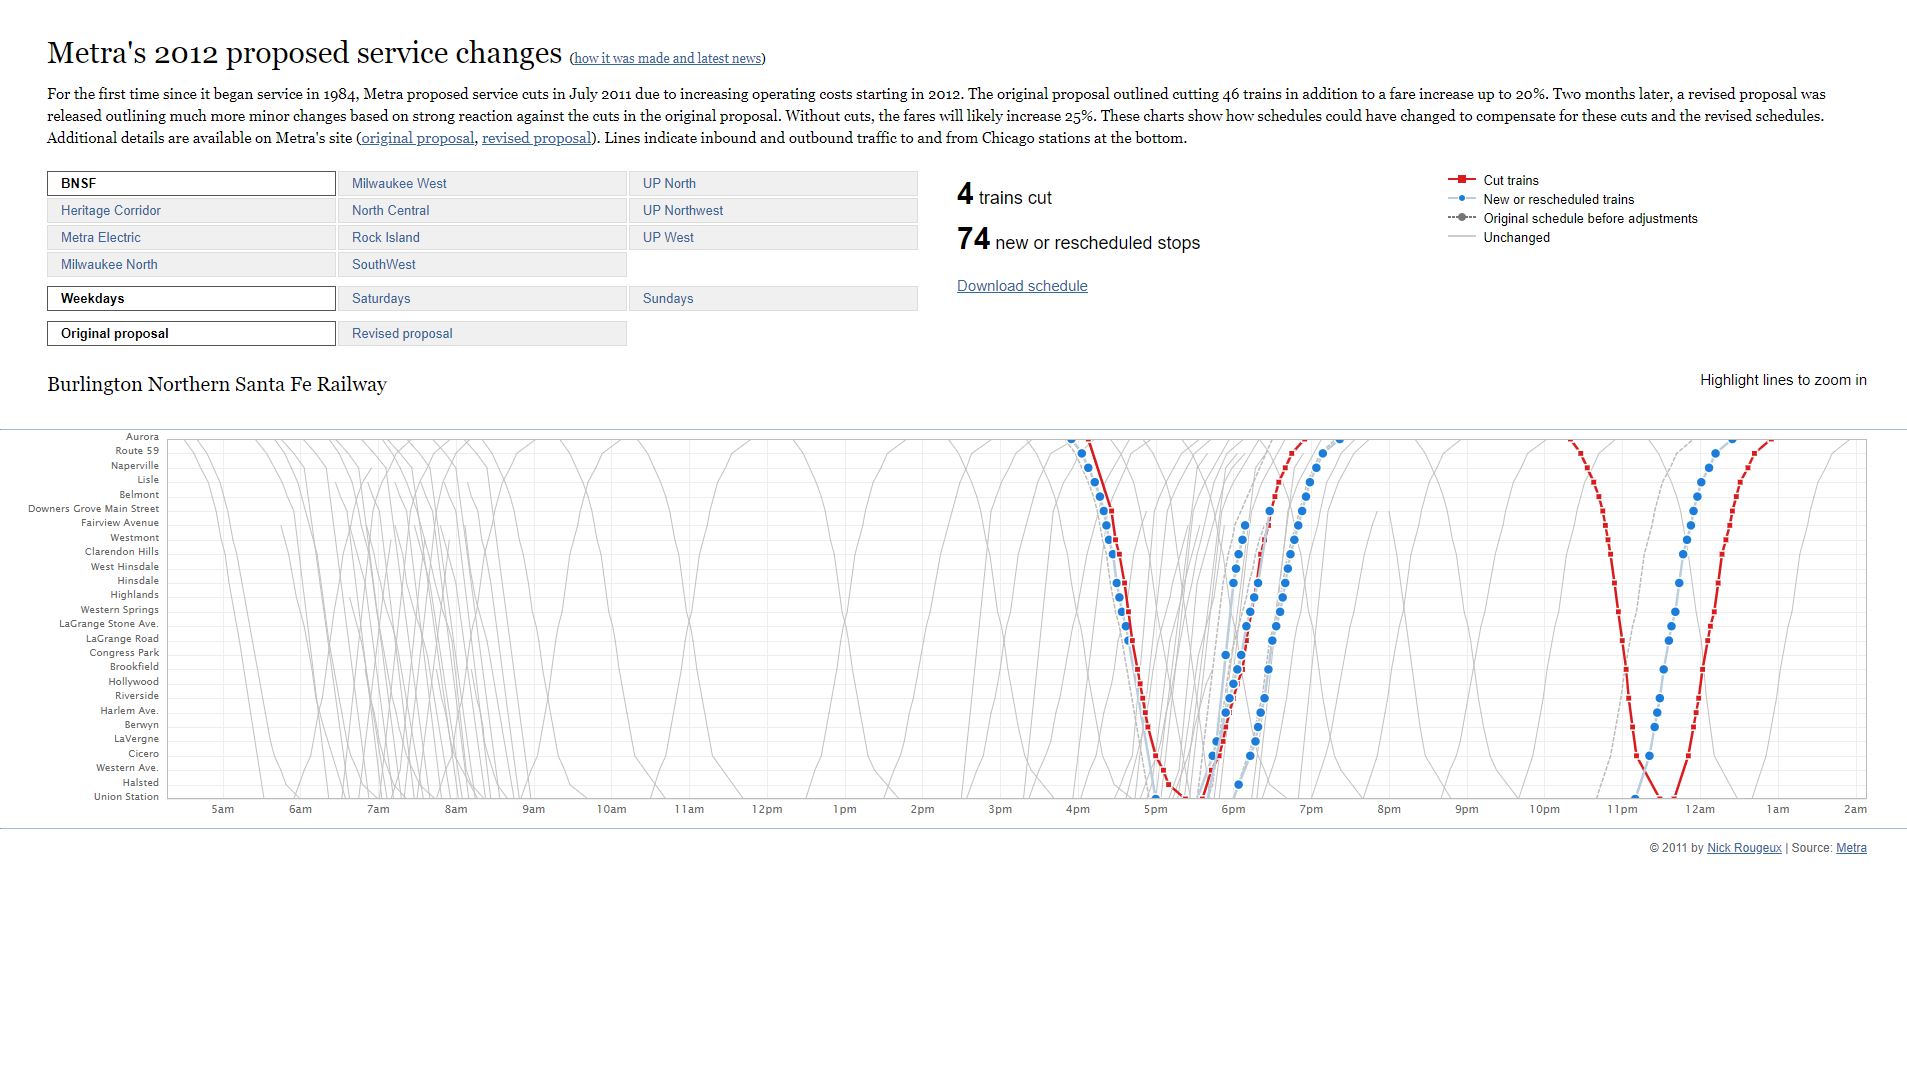 Metra's 2012 proposed service changes (how it was made and latest news)
For the first time since it began service in 1984, Metra proposed service cuts in July 2011 due to increasing operating costs starting in 2012. The original proposal outlined cutting 46 trains in addition to a fare increase up to 20%. Two months later, a revised proposal was
released outlining much more minor changes based on strong reaction against the cuts in the original proposal. Without cuts, the fares will likely increase 25%. These charts show how schedules could have changed to compensate for these cuts and the revised schedules.
Additional details are available on Metra's site (original proposal, revised proposal). Lines indicate inbound and outbound traffic to and from Chicago stations at the bottom.
BNSF Milwaukee West UP North
Heritage Corridor North Central UP Northwest
Metra Electric Rock Island UP West
Milwaukee North SouthWest
Weekdays Saturdays Sundays
Original proposal Revised proposal
4 trains cut
74 new or rescheduled stops
Download schedule
Cut trains
New or rescheduled trains
Original schedule before adjustments
Unchanged
Burlington Northern Santa Fe Railway
Highlight lines to zoom in
Aurora
Route 59
Naperville
Lisle
Belmont
Downers Grove Main Street
Fairview Avenue
Westmont
Clarendon Hills
West Hinsdale
Hinsdale
Highlands
Western Springs
LaGrange Stone Ave.
LaGrange Road
Congress Park
Brookfield
Hollywood
Riverside
Harlem Ave.
Berwyn
LaVergne
Cicero
Western Ave.
Halsted
Union Station
5am 6am 7am 8am 9am 10am 11am 12pm 1pm 2pm 3pm 4pm 5pm 6pm 7pm 8pm 9pm 10pm 11pm 12am 1am 2am
© 2011 by Nick Rougeux | Source: Metra